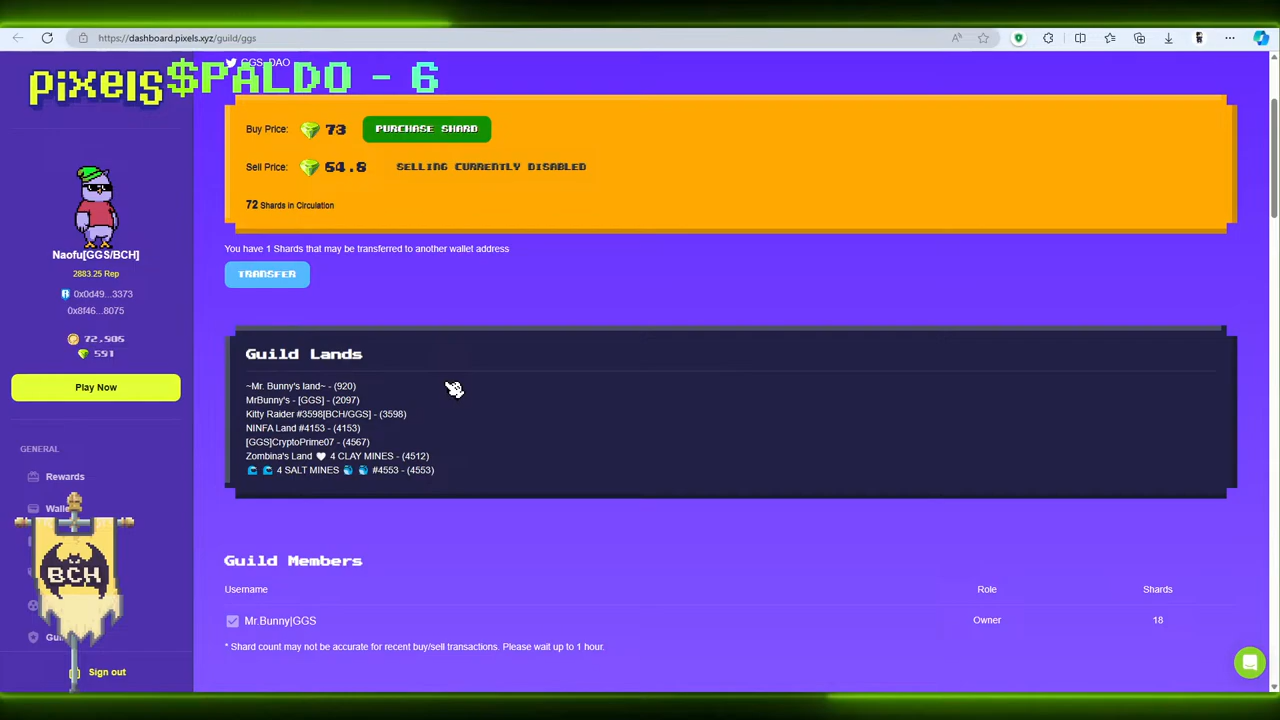 https://dashboard.pixels.xyz/guild/ggs
GGS_DAO
pixels
$PALDO - 6
Buy Price: 73 PURCHASE SHARD
Sell Price: 54.8 SELLING CURRENTLY DISABLED
72 Shards in Circulation
You have 1 Shards that may be transferred to another wallet address
TRANSFER
Naofu[GGS/BCH]
2883.25 Rep
0x0d49...3373
0x8f46...8075
72,906
591
Play Now
GENERAL
Rewards
Walle
BCH
Gu
Sign out
Guild Lands
~Mr. Bunny's land~ - (920)
MrBunny's - [GGS] - (2097)
Kitty Raider #3598[BCH/GGS] - (3598)
NINFA Land #4153 - (4153)
[GGS]CryptoPrime07 - (4567)
Zombina's Land 🤍 4 CLAY MINES - (4512)
🌊 🌊 4 SALT MINES 🧊 🧊 #4553 - (4553)
Guild Members
Username Role Shards
Mr.Bunny|GGS Owner 18
* Shard count may not be accurate for recent buy/sell transactions. Please wait up to 1 hour.